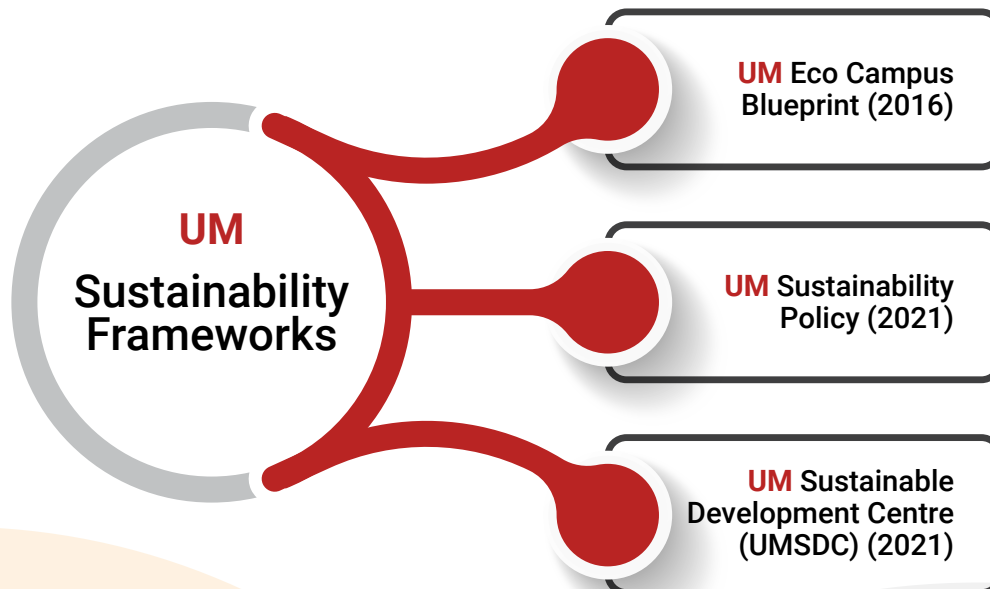 UM
Sustainability
Frameworks
UM Eco Campus
Blueprint (2016)
UM Sustainability
Policy (2021)
UM Sustainable
Development Centre
(UMSDC) (2021)